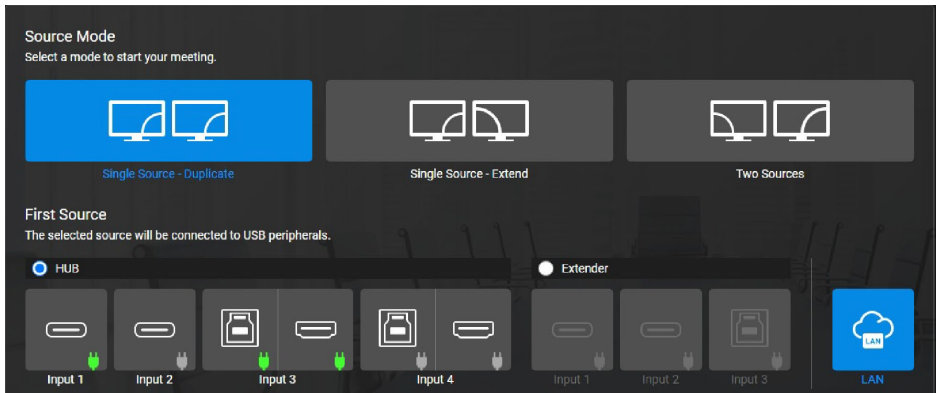 Source Mode
Select a mode to start your meeting.
Single Source - Duplicate
Single Source - Extend
Two Sources
First Source
The selected source will be connected to USB peripherals.
HUB
Extender
LAN
Input 1
Input 2
Input 3
Input 4
Input 1
Input 2
Input 3
LAN